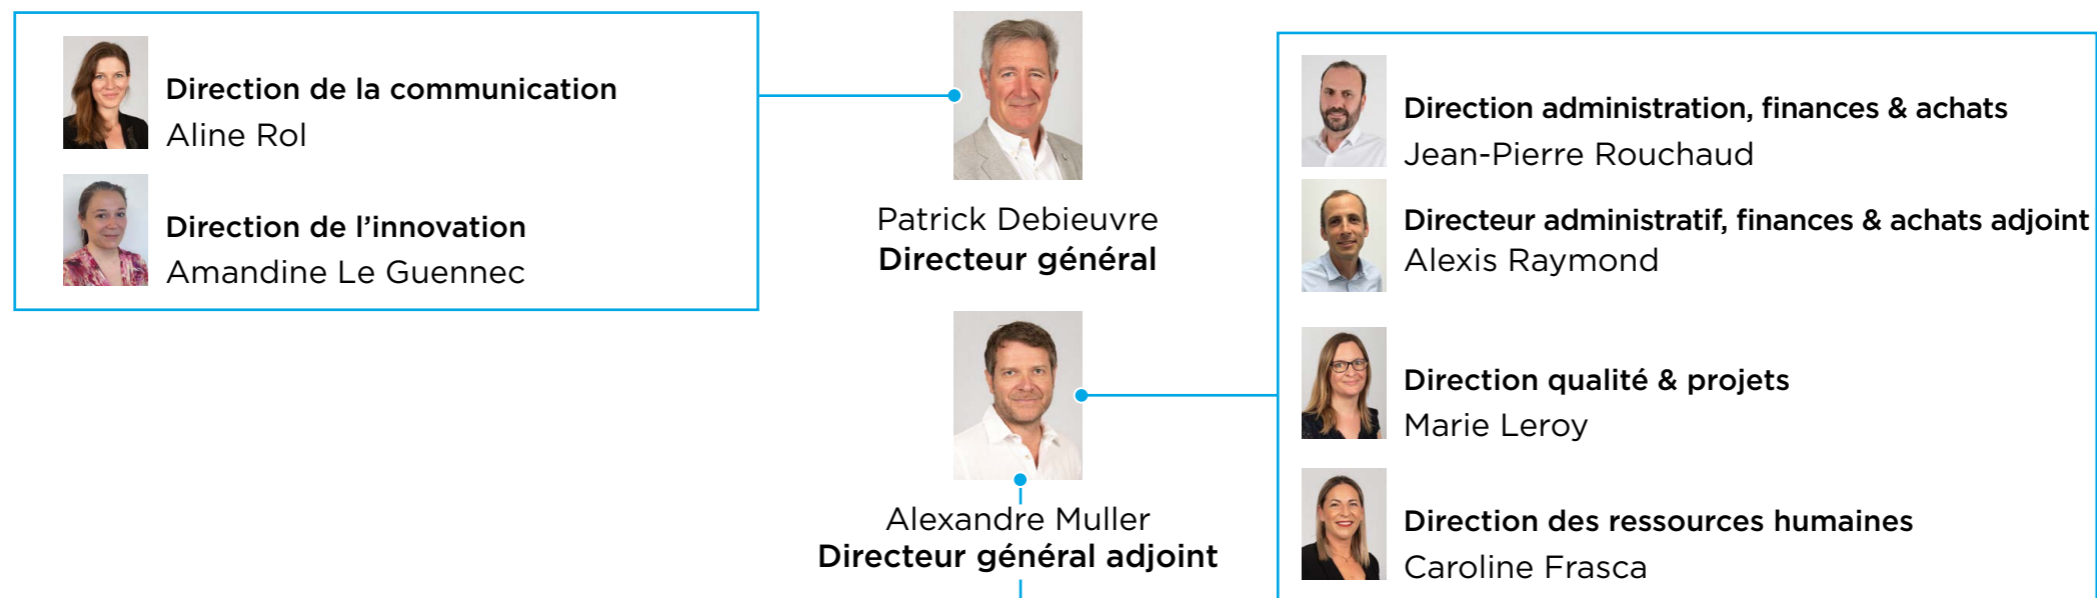 Direction de la communication
Aline Rol
Direction de l’innovation
Amandine Le Guennec
Patrick Debieuvre
Directeur général
Alexandre Muller
Directeur général adjoint
Direction administration, finances & achats
Jean-Pierre Rouchaud
Directeur administratif, finances & achats adjoint
Alexis Raymond
Direction qualité & projets
Marie Leroy
Direction des ressources humaines
Caroline Frasca